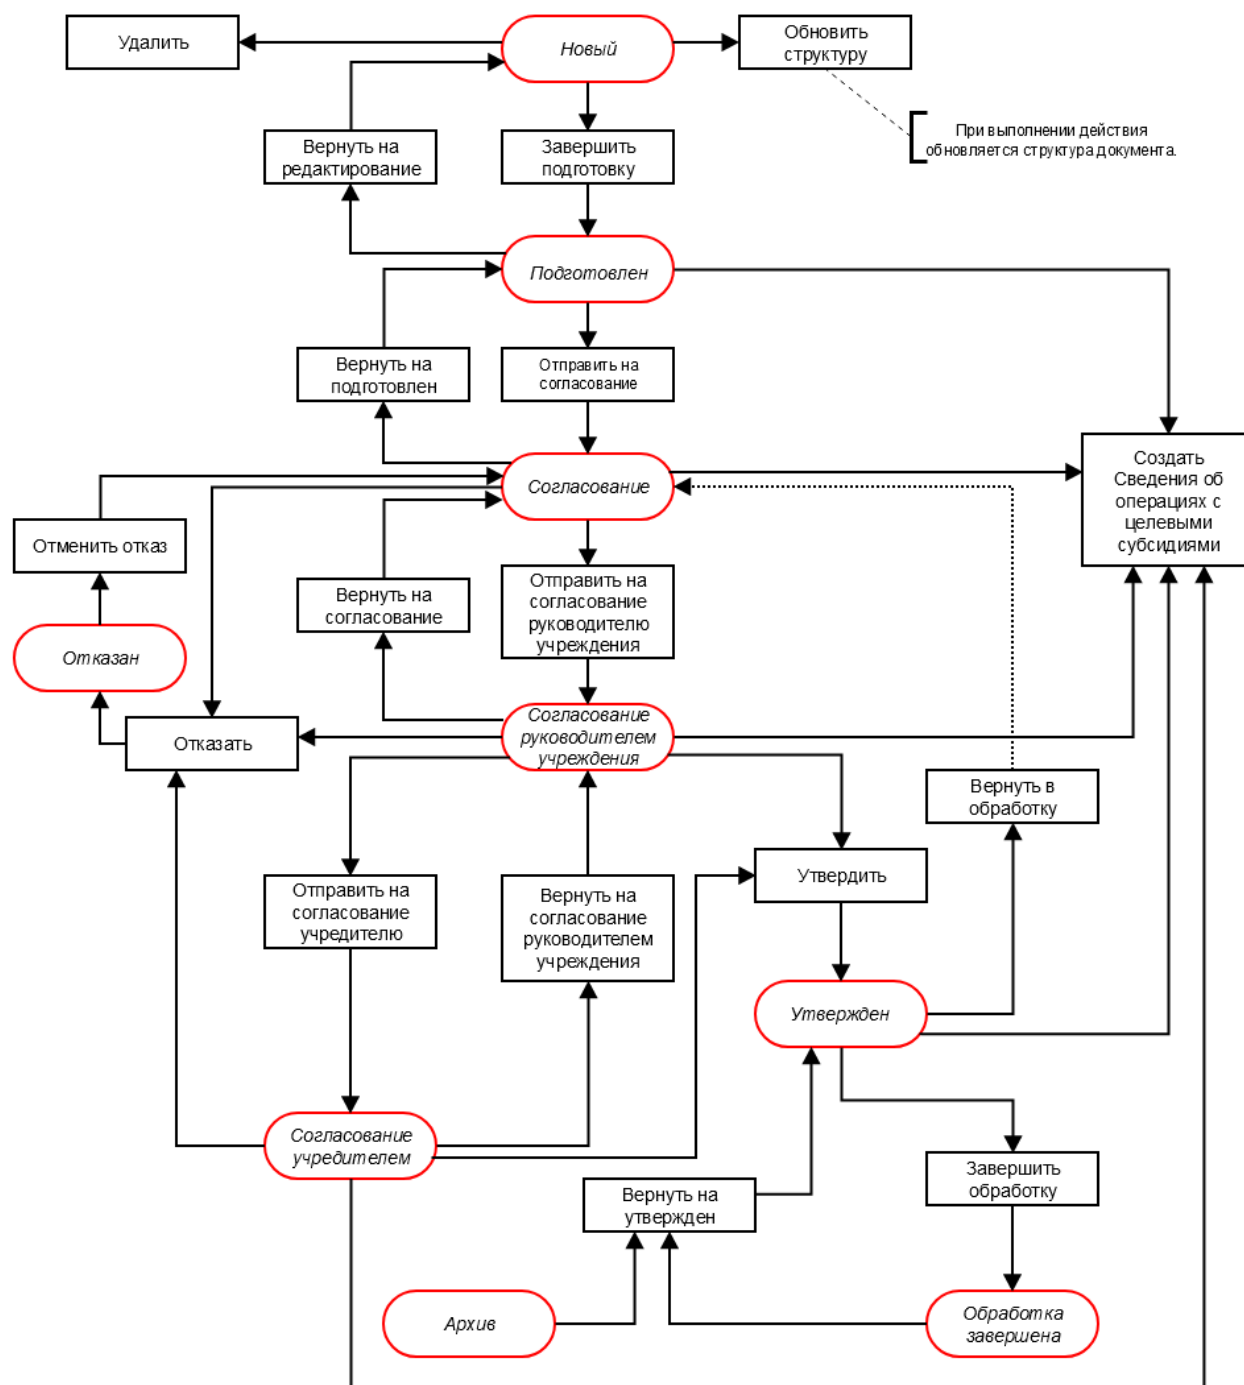 Удалить
Новый
Обновить
структуру
При выполнении действия
обновляется структура документа.
Вернуть на
редактирование
Завершить
подготовку
Подготовлен
Вернуть на
подготовлен
Отправить на
согласование
Согласование
Создать
Сведения об
операциях с
целевыми
субсидиями
Отменить отказ
Вернуть на
согласование
Отправить на
согласование
руководителю
учреждения
Отказан
Отказать
Согласование
руководителем
учреждения
Вернуть в
обработку
Отправить на
согласование
учредителю
Вернуть на
согласование
руководителем
учреждения
Утвердить
Утвержден
Согласование
учредителем
Вернуть на
утвержден
Завершить
обработку
Архив
Обработка
завершена